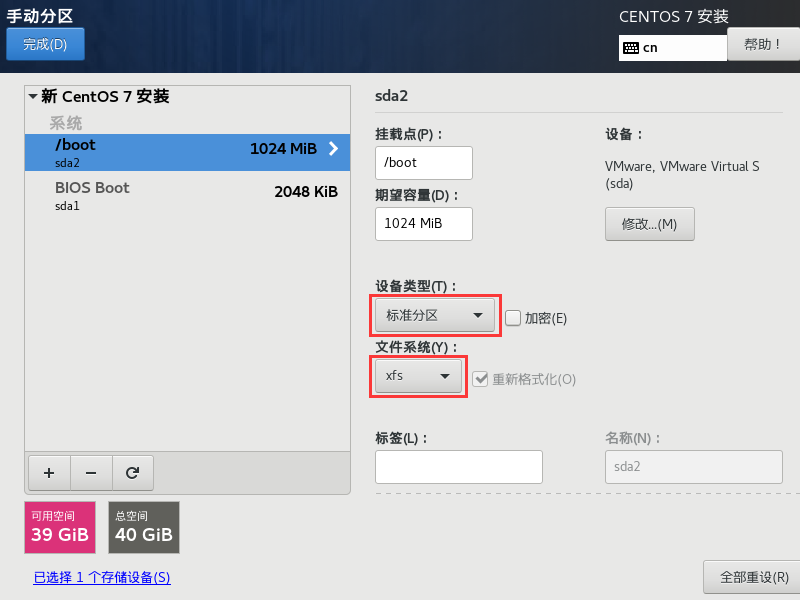 手动分区
CENTOS 7 安装
完成(D)
cn
帮助！
新 CentOS 7 安装
系统
/boot
1024 MiB
sda2
BIOS Boot
2048 KiB
sda1
sda2
挂载点(P)：
设备：
/boot
VMware, VMware Virtual S
(sda)
期望容量(D)：
1024 MiB
修改...(M)
设备类型(T)：
标准分区
加密(E)
文件系统(Y)：
xfs
重新格式化(O)
标签(L)：
名称(N)：
sda2
可用空间
39 GiB
总空间
40 GiB
已选择 1 个存储设备(S)
全部重设(R)